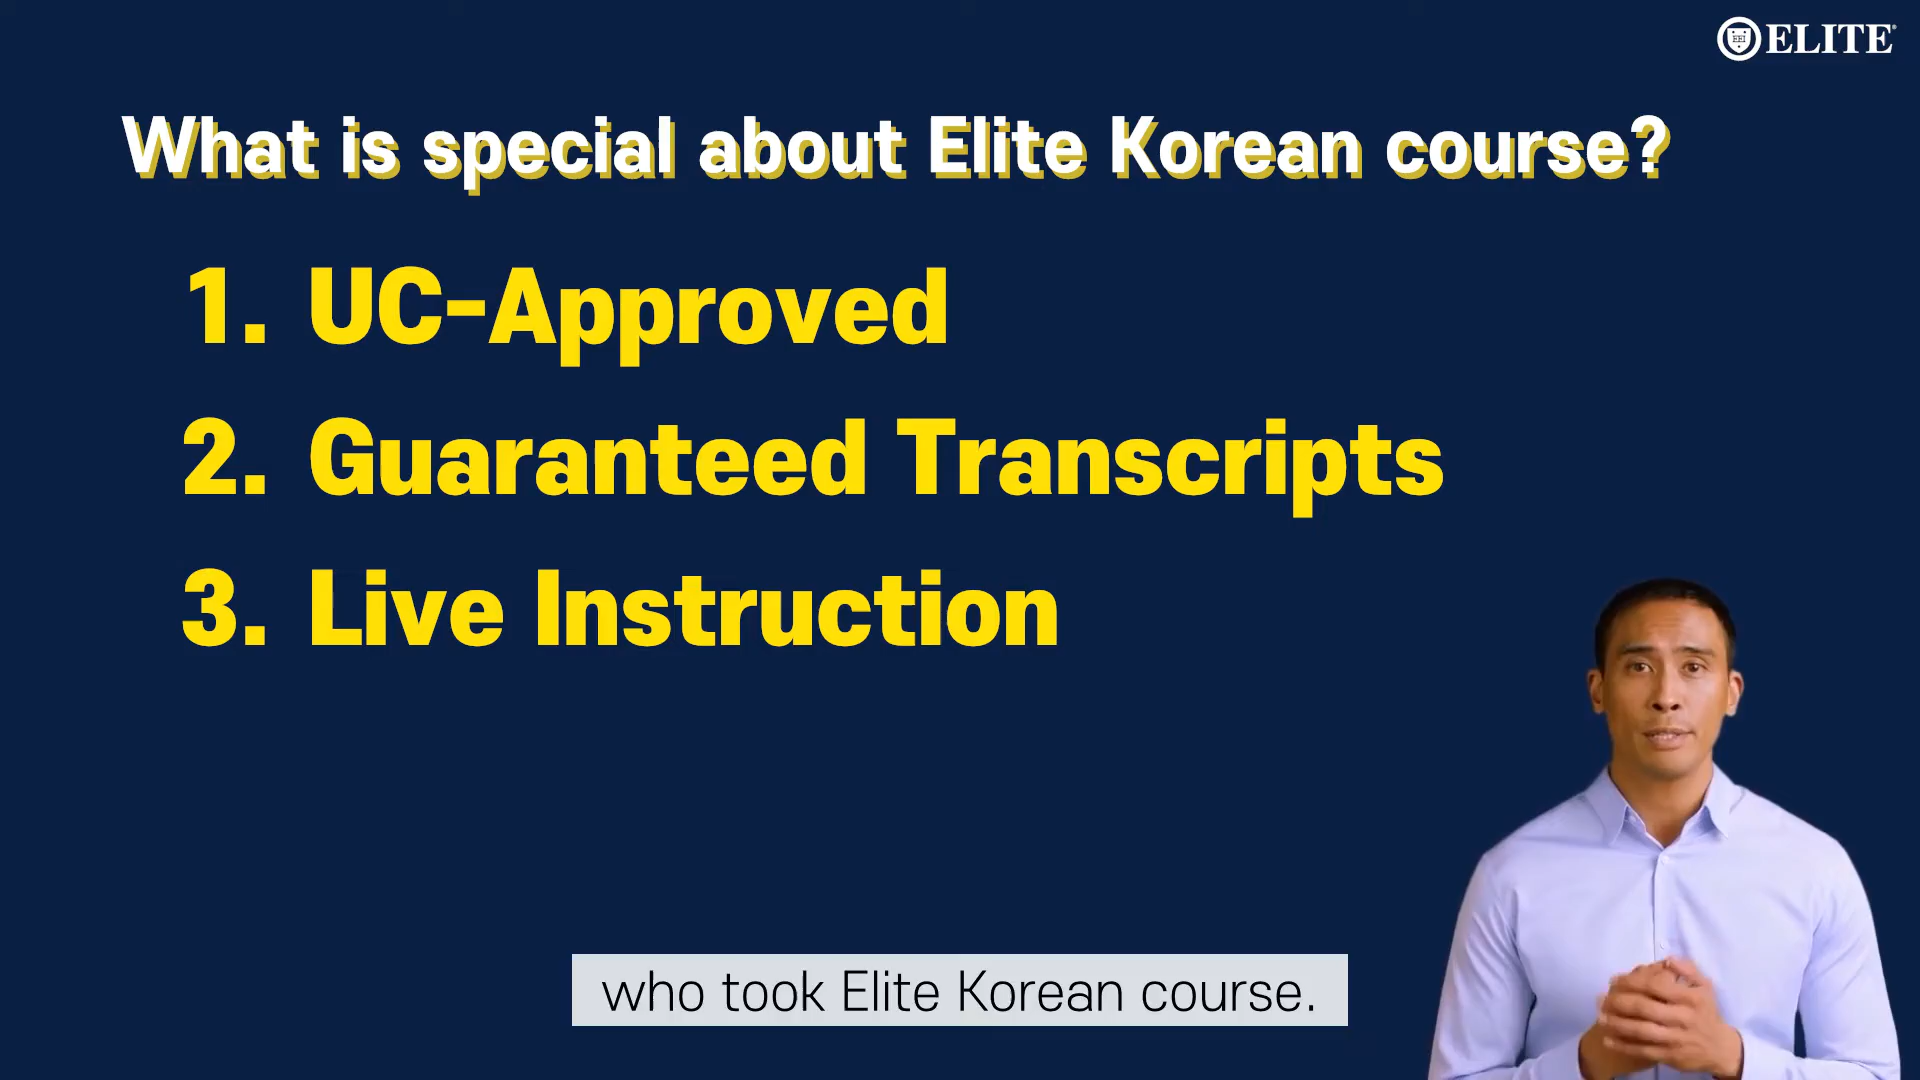 EEI ELITE®
What is special about Elite Korean course?
1. UC-Approved
2. Guaranteed Transcripts
3. Live Instruction
who took Elite Korean course.